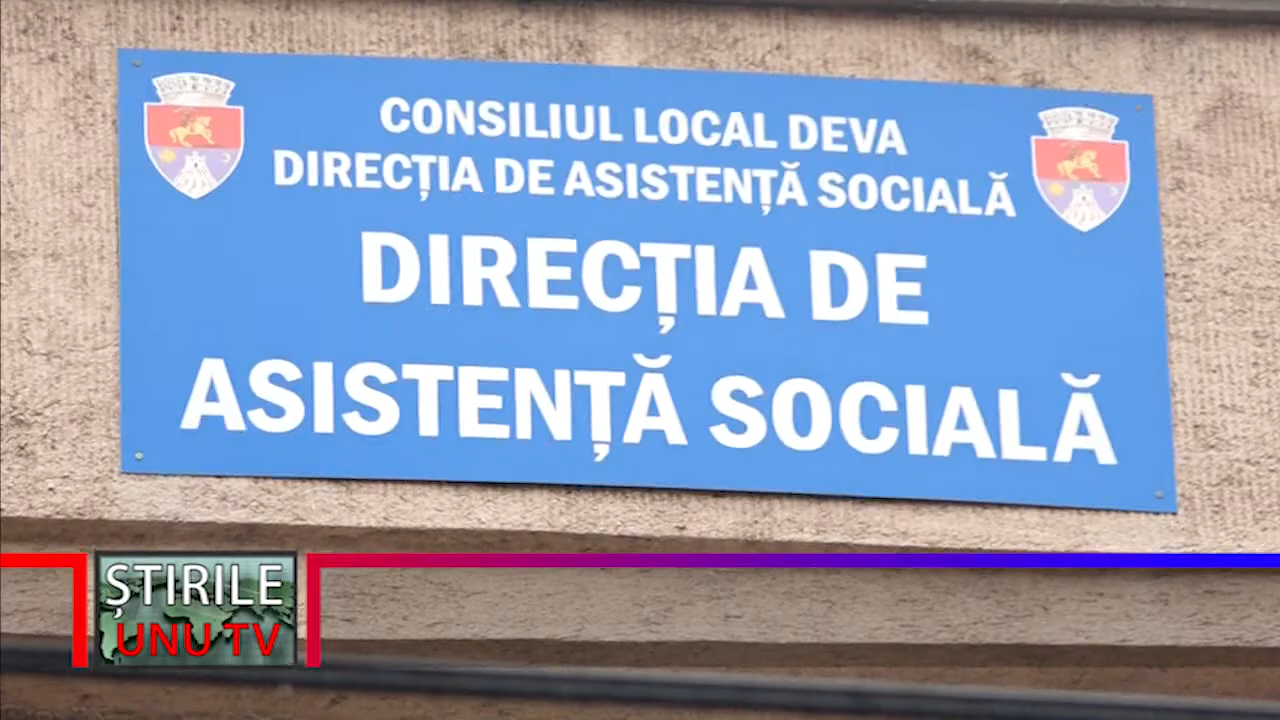 CONSILIUL LOCAL DEVA
DIRECȚIA DE ASISTENȚĂ SOCIALĂ
DIRECȚIA DE
ASISTENȚĂ SOCIALĂ
ȘTIRILE
UNU TV